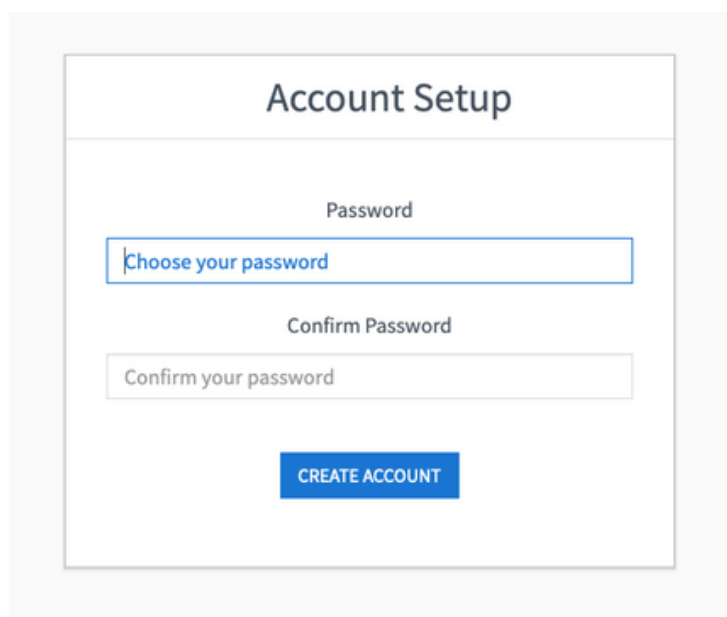 Account Setup
Password
Choose your password
Confirm Password
Confirm your password
CREATE ACCOUNT